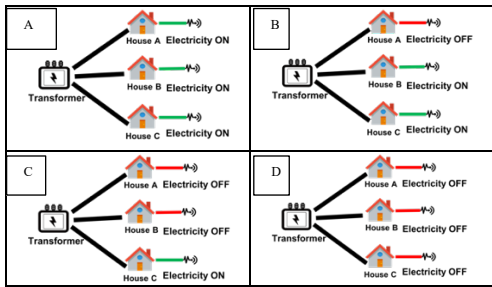 A
House A Electricity ON
House B Electricity ON
Transformer
House C Electricity ON
B
House A Electricity OFF
House B Electricity ON
Transformer
House C Electricity ON
C
House A Electricity OFF
House B Electricity OFF
Transformer
House C Electricity ON
D
House A Electricity OFF
House B Electricity OFF
Transformer
House C Electricity OFF